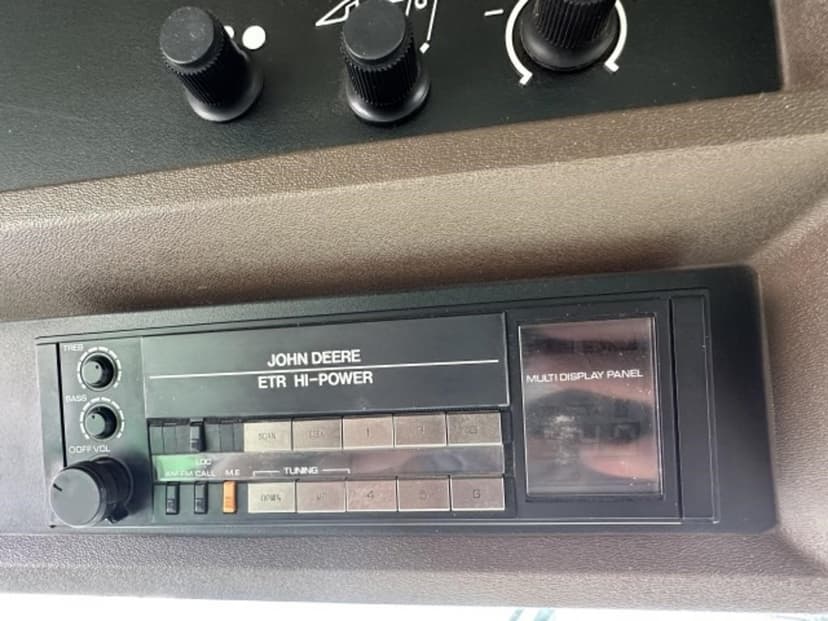 TREB
JOHN DEERE
ETR HI-POWER
MULTI DISPLAY PANEL
BASS
OOFF VOL
SCAN 1
LOC
AM FM CALL M.E TUNING
DOWN UP 4 5 6